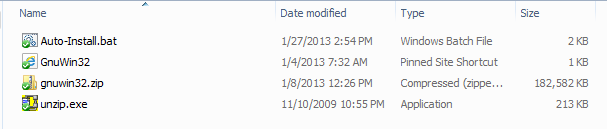 Name Date modified Type Size
Auto-Install.bat 1/27/2013 2:54 PM Windows Batch File 2 KB
GnuWin32 1/4/2013 7:32 AM Pinned Site Shortcut 1 KB
gnuwin32.zip 1/8/2013 12:26 PM Compressed (zippe... 182,582 KB
unzip.exe 11/10/2009 10:55 PM Application 213 KB